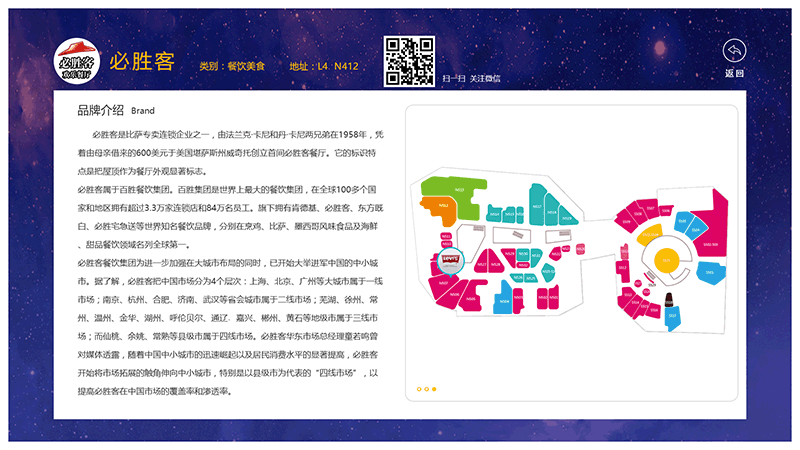 必胜客
欢乐餐厅
必胜客
类别：餐饮美食
地址：L4 N412
扫一扫 关注微信
返回
品牌介绍 Brand
必胜客是比萨专卖连锁企业之一，由法兰克·卡尼和丹·卡尼两兄弟在1958年，凭
着由母亲借来的600美元于美国堪萨斯州威奇托创立首间必胜客餐厅。它的标识特
点是把屋顶作为餐厅外观显著标志。
必胜客属于百胜餐饮集团。百胜集团是世界上最大的餐饮集团，在全球100多个国
家和地区拥有超过3.3万家连锁店和84万名员工。旗下拥有肯德基、必胜客、东方既
白、必胜宅急送等世界知名餐饮品牌，分别在烹鸡、比萨、墨西哥风味食品及海鲜
、甜品餐饮领域名列全球第一。
必胜客餐饮集团为进一步加强在大城市布局的同时，已开始大举进军中国的中小城
市。据了解，必胜客把中国市场分为4个层次：上海、北京、广州等大城市属于一线
市场；南京、杭州、合肥、济南、武汉等省会城市属于二线市场；芜湖、徐州、常
州、温州、金华、湖州、呼伦贝尔、通辽、嘉兴、郴州、黄石等地级市属于三线市
场；而仙桃、余姚、常熟等县级市属于四线市场。必胜客华东市场总经理童若鸣曾
对媒体透露，随着中国中小城市的迅速崛起以及居民消费水平的显著提高，必胜客
开始将市场拓展的触角伸向中小城市，特别是以县级市为代表的“四线市场”，以
提高必胜客在中国市场的覆盖率和渗透率。